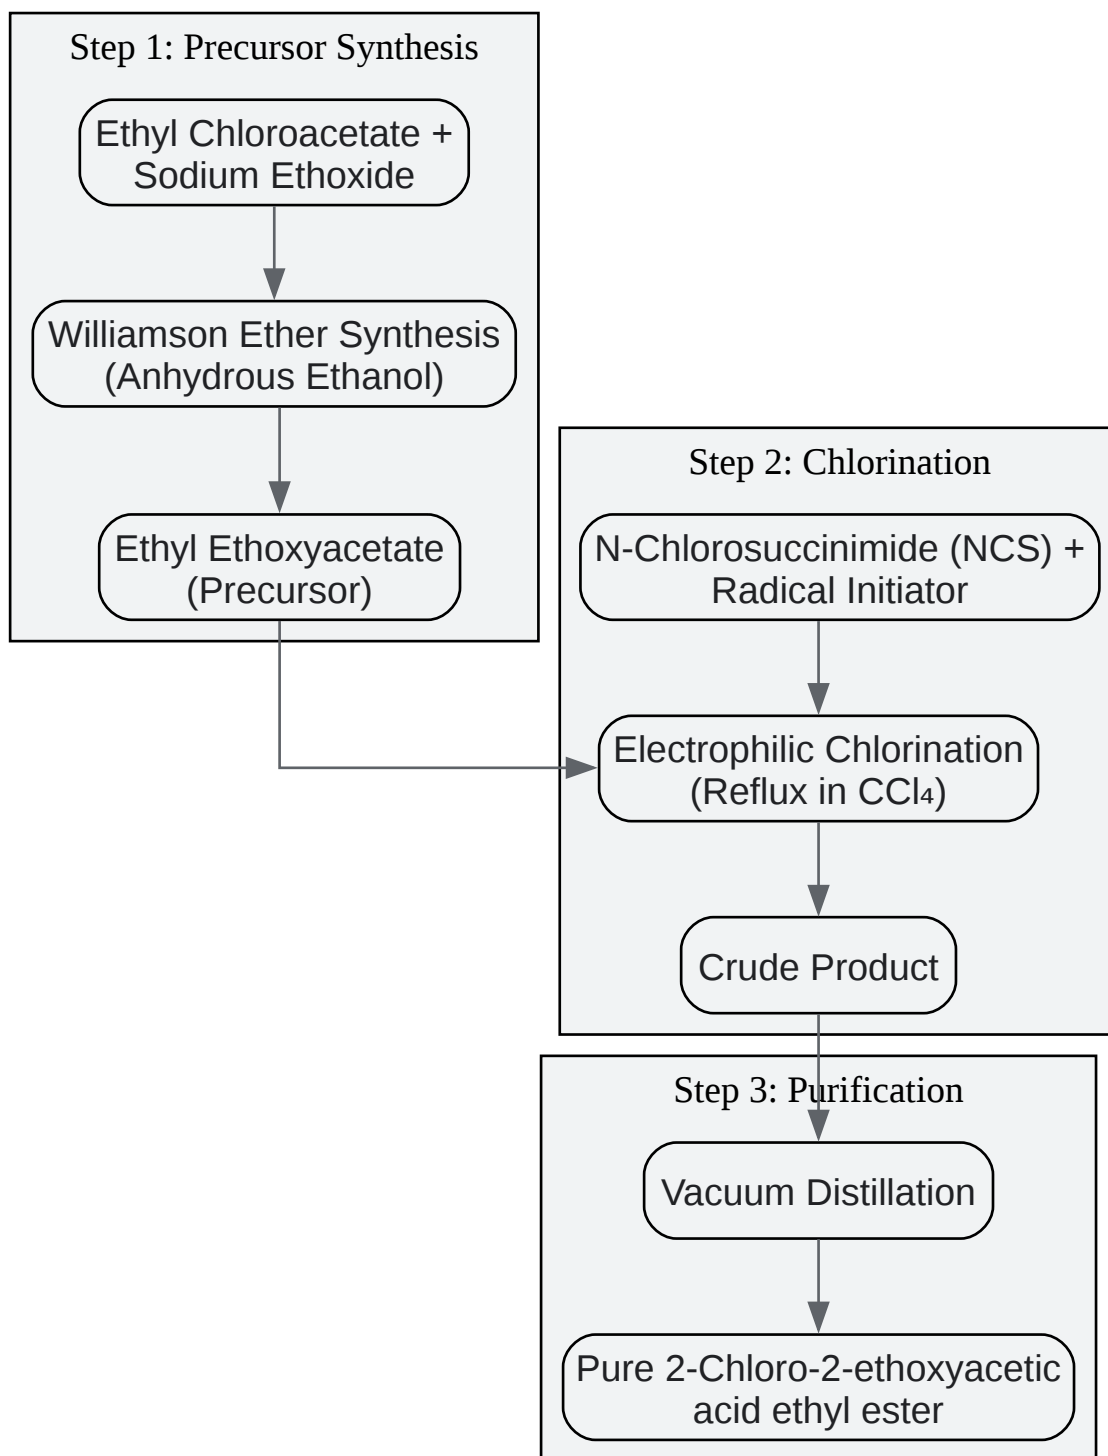 Step 1: Precursor Synthesis
Ethyl Chloroacetate +
Sodium Ethoxide
Williamson Ether Synthesis
(Anhydrous Ethanol)
Ethyl Ethoxyacetate
(Precursor)
Step 2: Chlorination
N-Chlorosuccinimide (NCS) +
Radical Initiator
Electrophilic Chlorination
(Reflux in CCl₄)
Crude Product
Step 3: Purification
Vacuum Distillation
Pure 2-Chloro-2-ethoxyacetic
acid ethyl ester